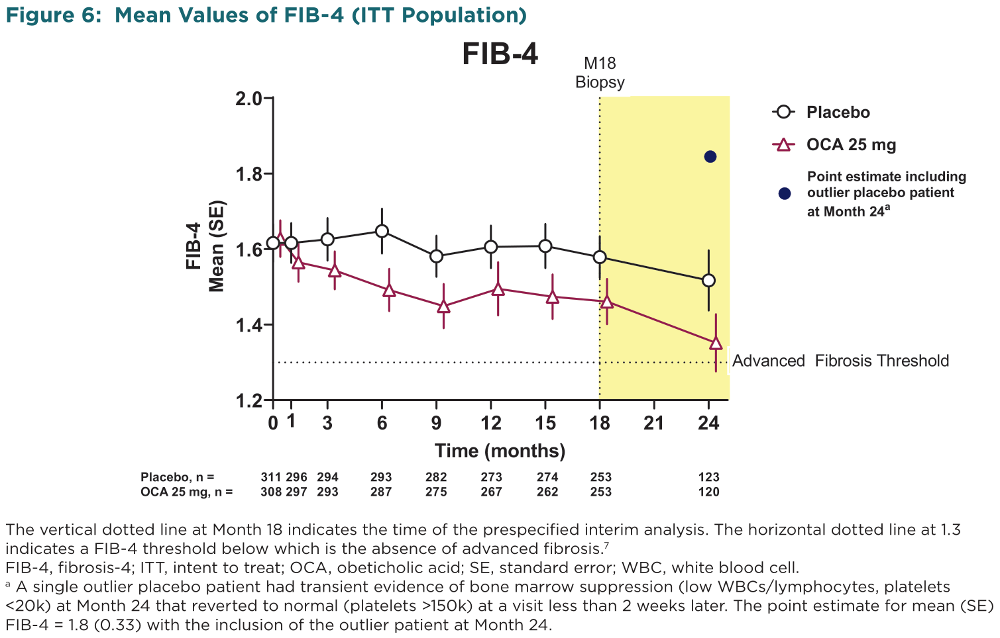 Figure 6:  Mean Values of FIB-4 (ITT Population)
FIB-4
M18
Biopsy
2.0
1.8
1.6
1.4
1.2
FIB-4
Mean (SE)
Placebo
OCA 25 mg
Point estimate including
outlier placebo patient
at Month 24ᵃ
Advanced  Fibrosis Threshold
0 1 3 6 9 12 15 18 21 24
Time (months)
Placebo, n = 311 296 294 293 282 273 274 253 123
OCA 25 mg, n = 308 297 293 287 275 267 262 253 120
The vertical dotted line at Month 18 indicates the time of the prespecified interim analysis. The horizontal dotted line at 1.3
indicates a FIB-4 threshold below which is the absence of advanced fibrosis.⁷
FIB-4, fibrosis-4; ITT, intent to treat; OCA, obeticholic acid; SE, standard error; WBC, white blood cell.
ᵃ A single outlier placebo patient had transient evidence of bone marrow suppression (low WBCs/lymphocytes, platelets
<20k) at Month 24 that reverted to normal (platelets >150k) at a visit less than 2 weeks later. The point estimate for mean (SE)
FIB-4 = 1.8 (0.33) with the inclusion of the outlier patient at Month 24.